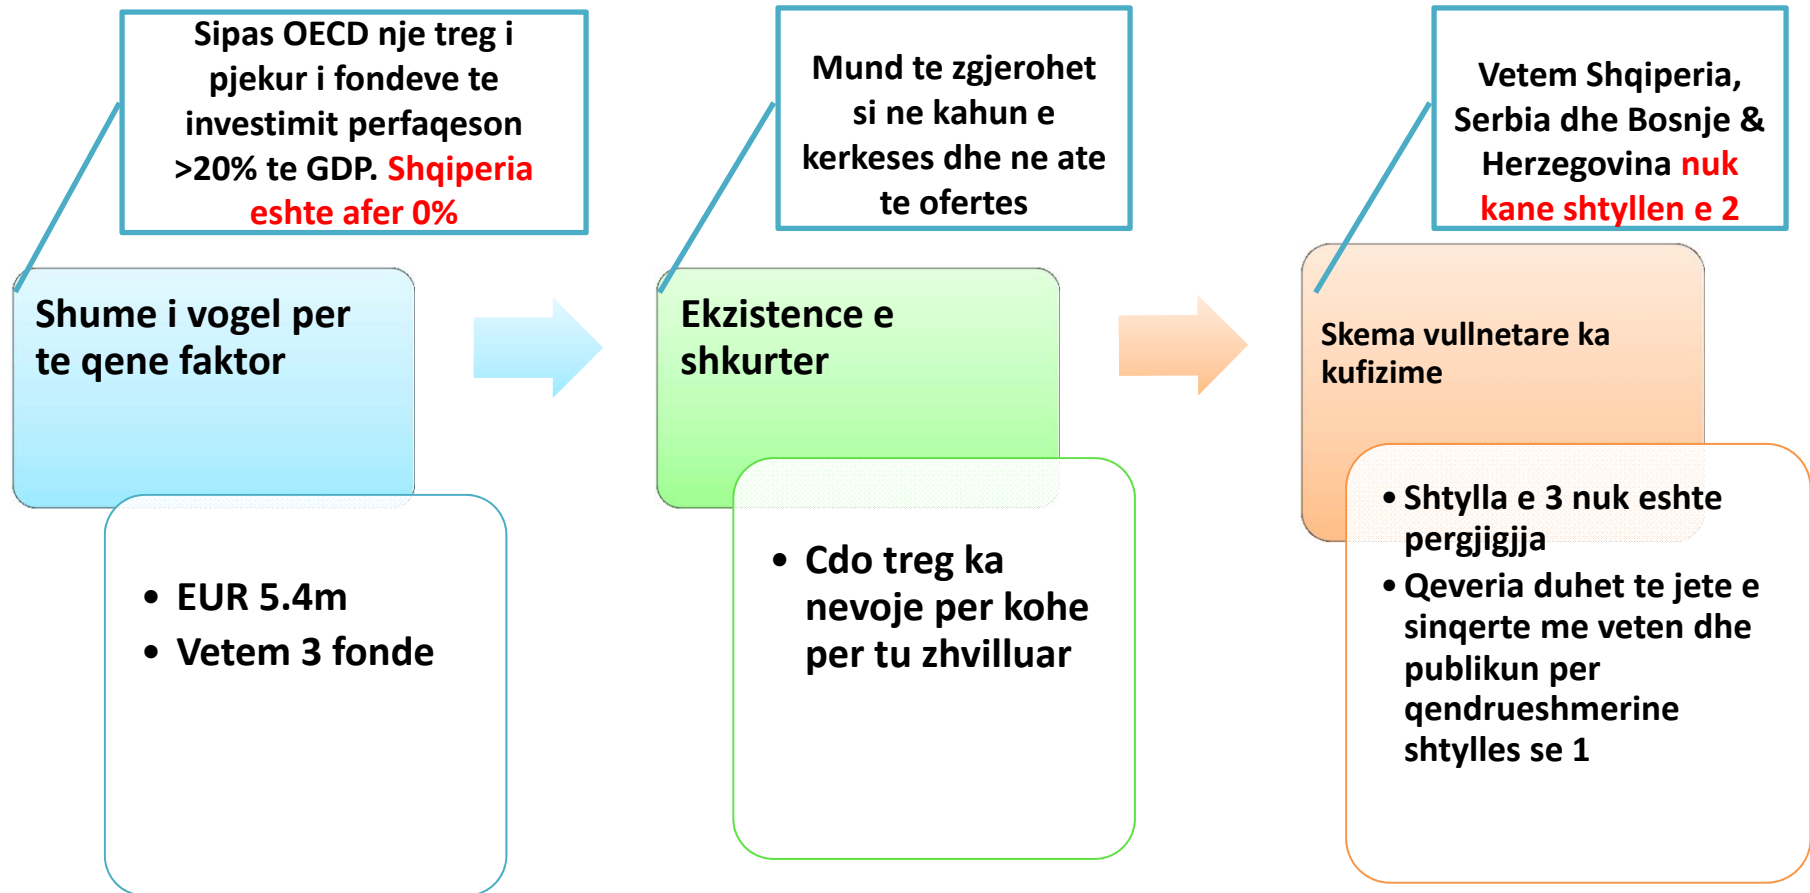 Sipas OECD nje treg i
pjekur i fondeve te
investimit perfaqeson
>20% te GDP. Shqiperia
eshte afer 0%
Shume i vogel per
te qene faktor
• EUR 5.4m
• Vetem 3 fonde
Mund te zgjerohet
si ne kahun e
kerkeses dhe ne ate
te ofertes
Ekzistence e
shkurter
• Cdo treg ka
nevoje per kohe
per tu zhvilluar
Vetem Shqiperia,
Serbia dhe Bosnje &
Herzegovina nuk
kane shtyllen e 2
Skema vullnetare ka
kufizime
• Shtylla e 3 nuk eshte
pergjigjja
• Qeveria duhet te jete e
sinqerte me veten dhe
publikun per
qendrueshmerine
shtylles se 1